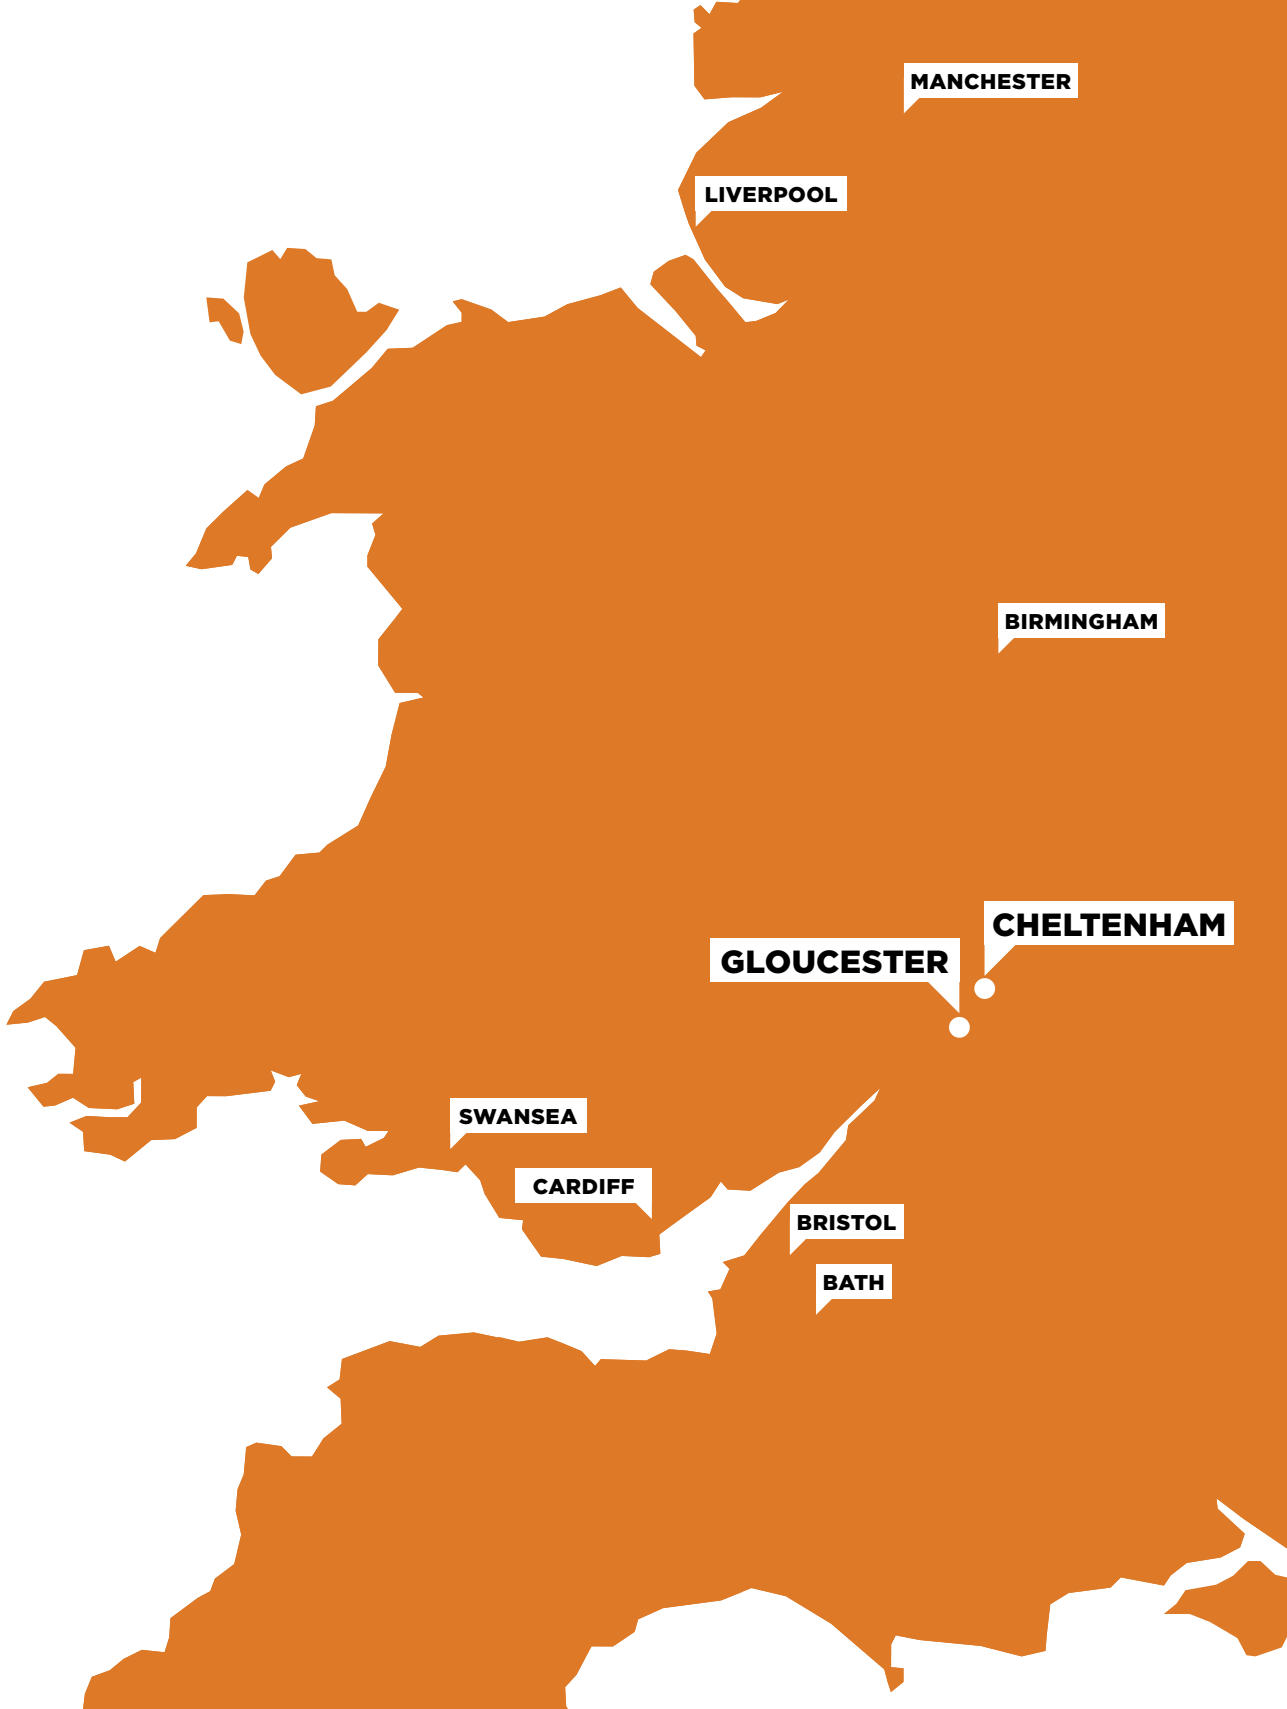 MANCHESTER
LIVERPOOL
BIRMINGHAM
CHELTENHAM
GLOUCESTER
SWANSEA
CARDIFF
BRISTOL
BATH